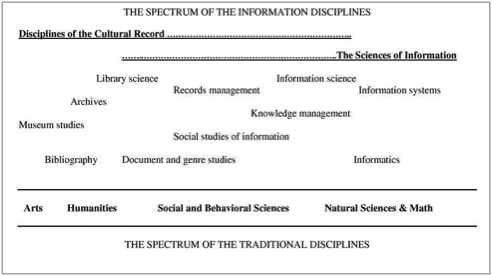 THE SPECTRUM OF THE INFORMATION DISCIPLINES
Disciplines of the Cultural Record ……………………………………………………..
……..…………………………………………………………..The Sciences of Information
Library science Information science
Records management Information systems
Archives
Knowledge management
Museum studies
Social studies of information
Bibliography Document and genre studies Informatics
Arts Humanities Social and Behavioral Sciences Natural Sciences & Math
THE SPECTRUM OF THE TRADITIONAL DISCIPLINES